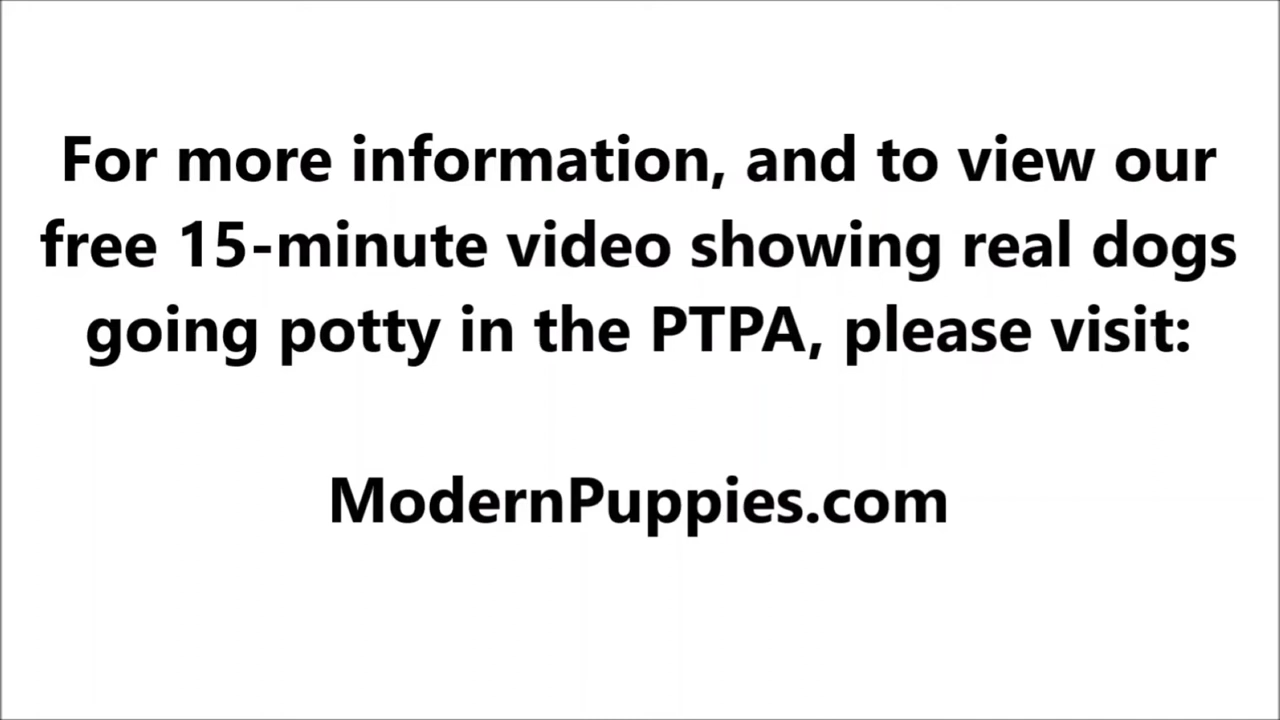 For more information, and to view our
free 15-minute video showing real dogs
going potty in the PTPA, please visit:
ModernPuppies.com